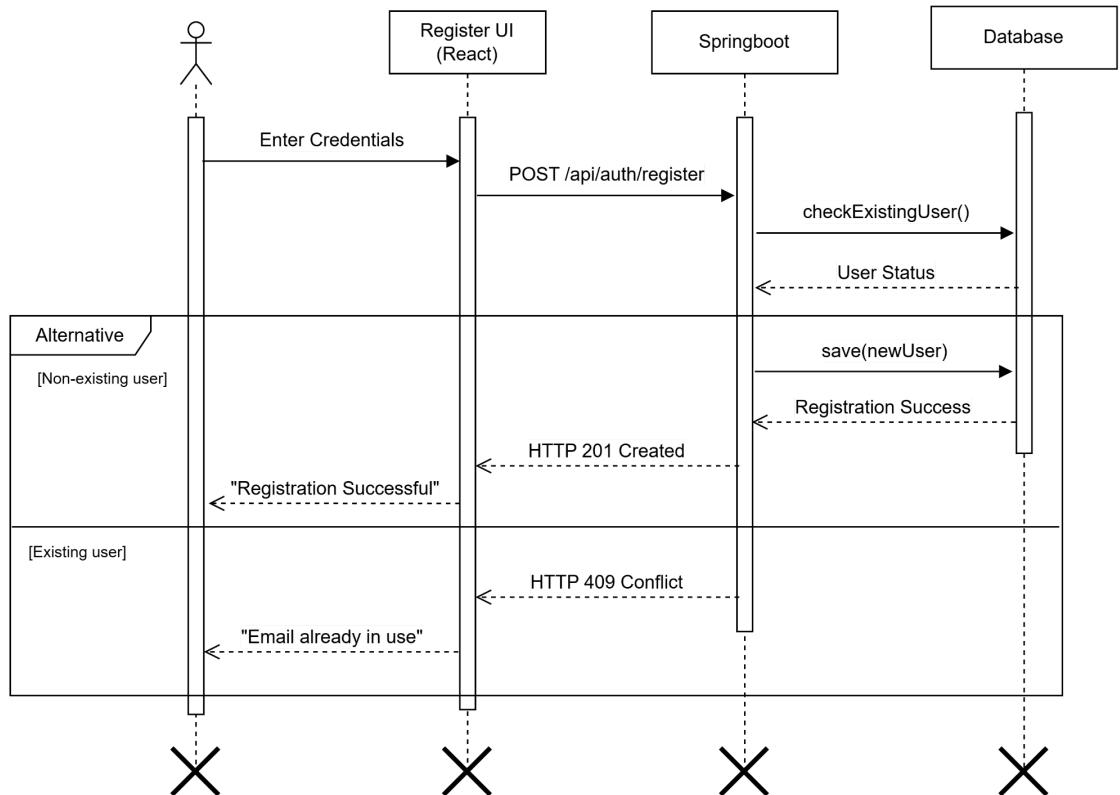 Register UI
(React)
Springboot
Database
Enter Credentials
POST /api/auth/register
checkExistingUser()
User Status
Alternative
[Non-existing user]
save(newUser)
Registration Success
HTTP 201 Created
"Registration Successful"
[Existing user]
HTTP 409 Conflict
"Email already in use"